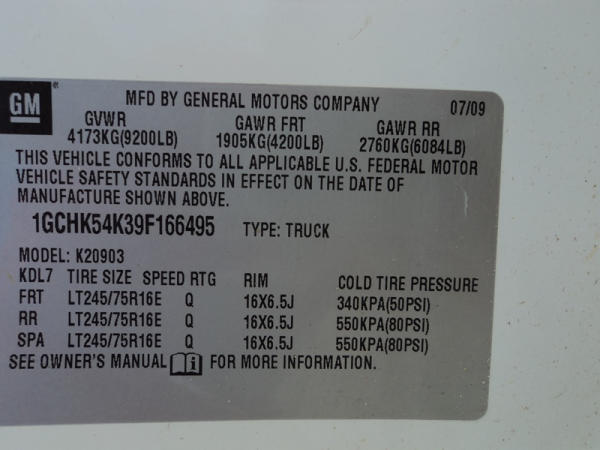 GM®
MFD BY GENERAL MOTORS COMPANY 07/09
GVWR GAWR FRT GAWR RR
4173KG(9200LB) 1905KG(4200LB) 2760KG(6084LB)
THIS VEHICLE CONFORMS TO ALL APPLICABLE U.S. FEDERAL MOTOR
VEHICLE SAFETY STANDARDS IN EFFECT ON THE DATE OF
MANUFACTURE SHOWN ABOVE.
1GCHK54K39F166495 TYPE: TRUCK
MODEL: K20903
KDL7 TIRE SIZE SPEED RTG RIM COLD TIRE PRESSURE
FRT LT245/75R16E Q 16X6.5J 340KPA(50PSI)
RR LT245/75R16E Q 16X6.5J 550KPA(80PSI)
SPA LT245/75R16E Q 16X6.5J 550KPA(80PSI)
SEE OWNER'S MANUAL i FOR MORE INFORMATION.